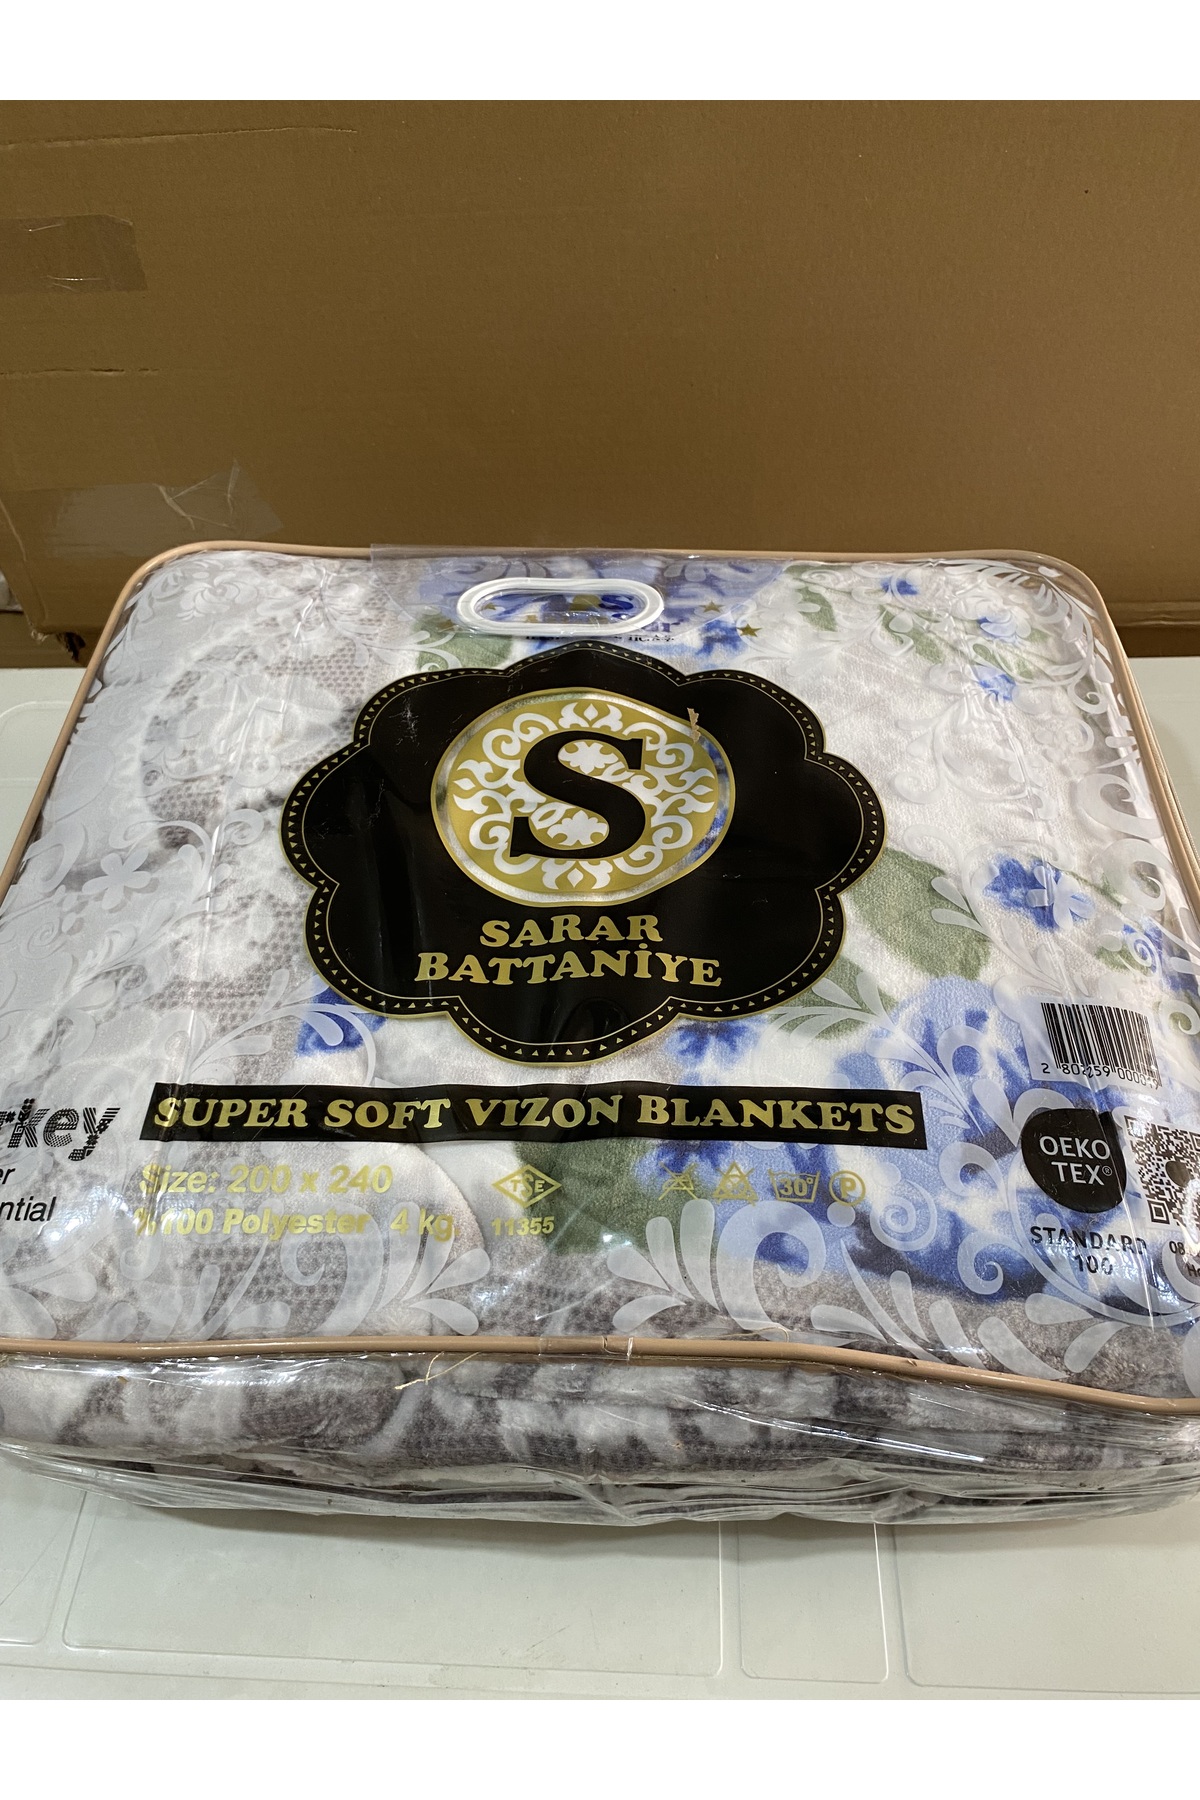 S
SARAR
BATTANİYE
SUPER SOFT VIZON BLANKETS
Size: 200 x 240
%100 Polyester 4 kg.
TSE
11355
30°
P
OEKO
TEX®
STANDARD
100